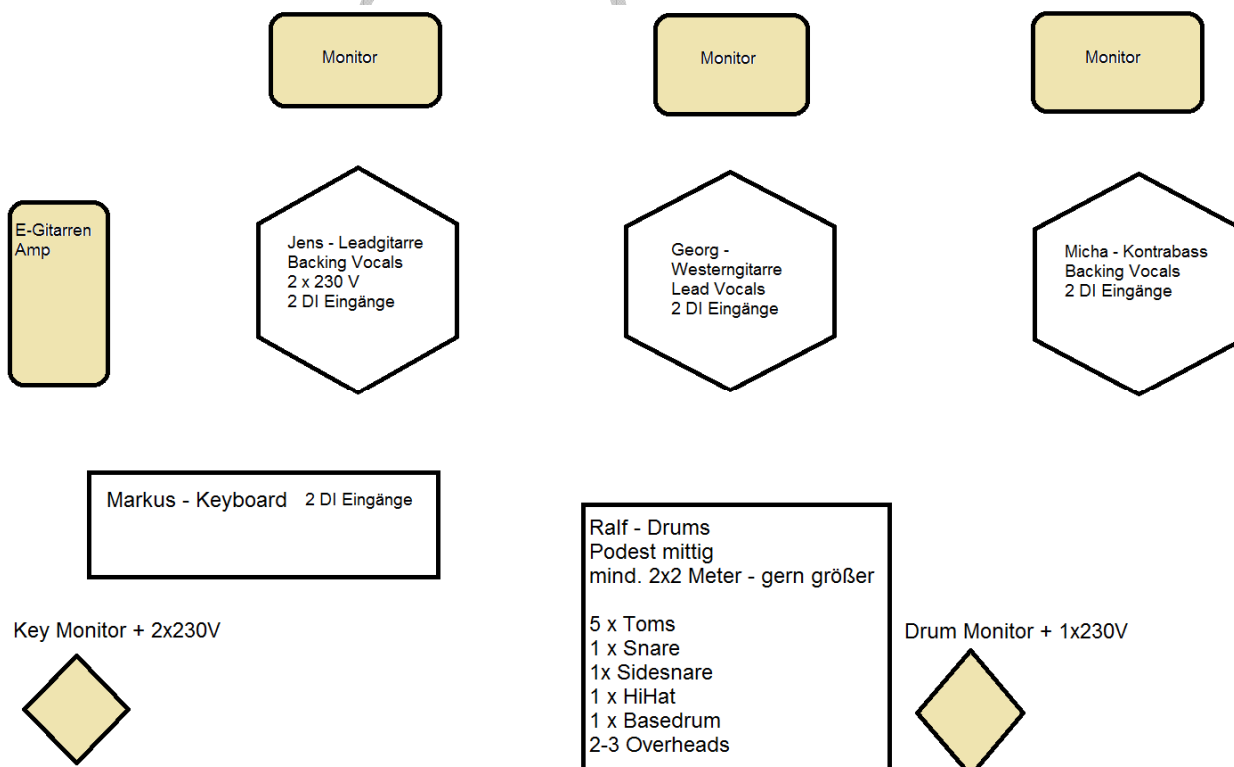 Monitor
Monitor
Monitor
E-Gitarren
Amp
Jens - Leadgitarre
Backing Vocals
2 x 230 V
2 DI Eingänge
Georg -
Westerngitarre
Lead Vocals
2 DI Eingänge
Micha - Kontrabass
Backing Vocals
2 DI Eingänge
Markus - Keyboard 2 DI Eingänge
Ralf - Drums
Podest mittig
mind. 2x2 Meter - gern größer
5 x Toms
1 x Snare
1x Sidesnare
1 x HiHat
1 x Basedrum
2-3 Overheads
Key Monitor + 2x230V
Drum Monitor + 1x230V